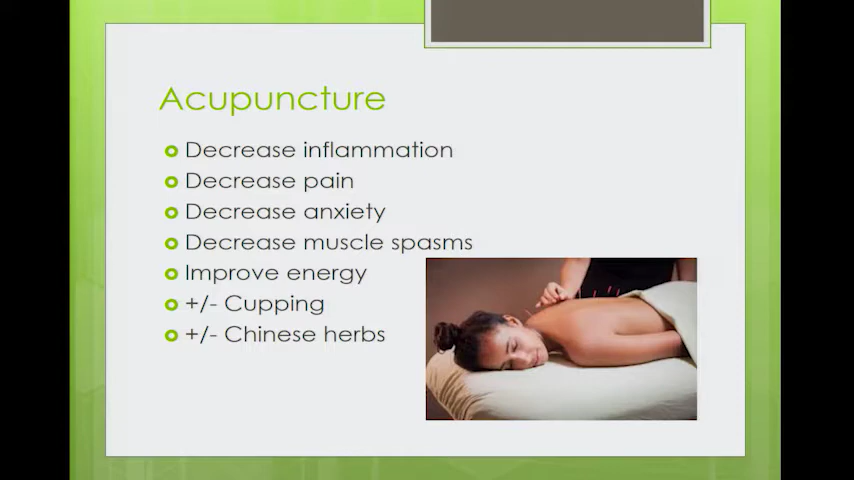 Acupuncture
Decrease inflammation
Decrease pain
Decrease anxiety
Decrease muscle spasms
Improve energy
+/- Cupping
+/- Chinese herbs